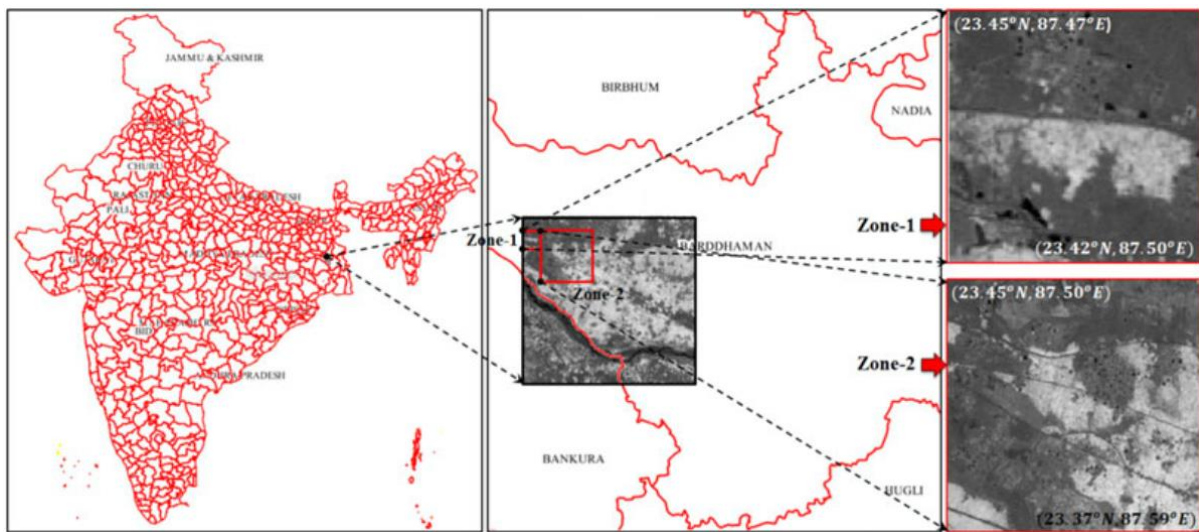 JAMMU & KASHMIR
CHURU
PALI
BID
BIRBHUM
NADIA
Zone-1
BARDDHAMAN
Zone-2
BANKURA
HUGLI
(23.45°N,87.47°E)
Zone-1
(23.42°N,87.50°E)
(23.45°N,87.50°E)
Zone-2
(23.37°N,87.59°E)